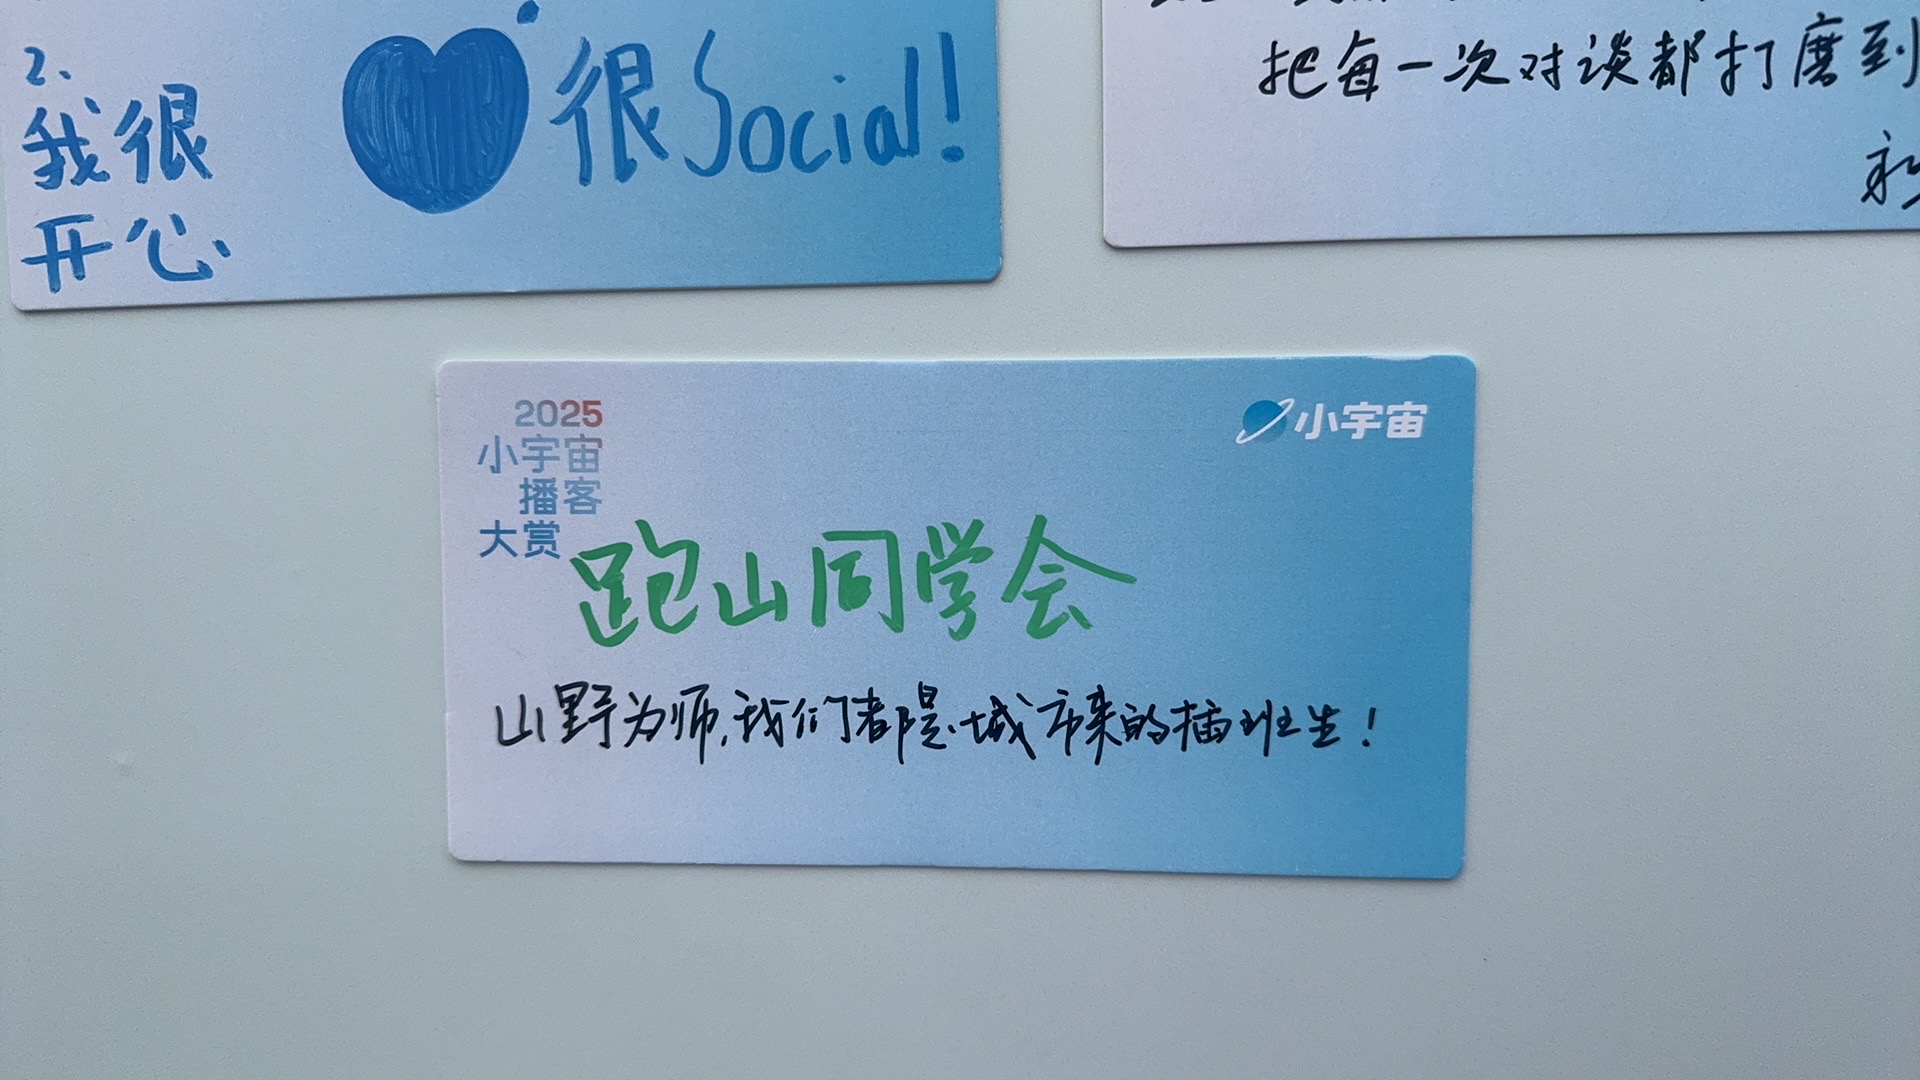 2.
我很
开心
很Social!
把每一次对谈都打磨到
2025
小宇宙
播客
大赏
小宇宙
跑山同学会
山野为师,我们都是城市来的插班生!